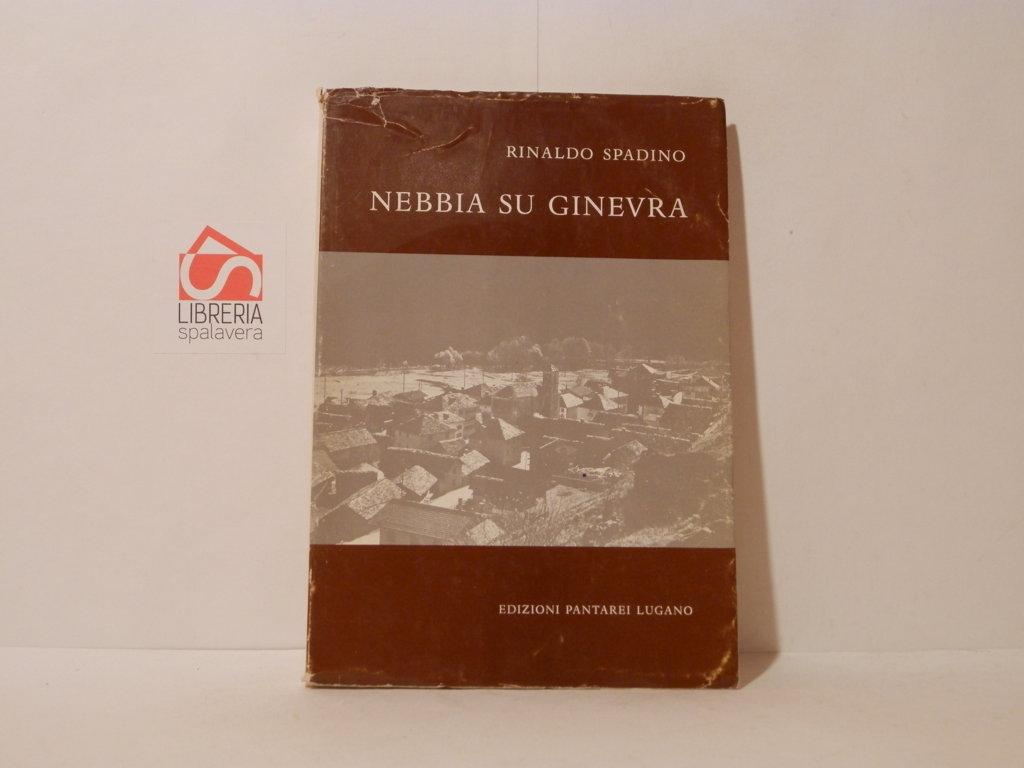 RINALDO SPADINO
NEBBIA SU GINEVRA
LIBRERIA
spalavera
EDIZIONI PANTAREI LUGANO